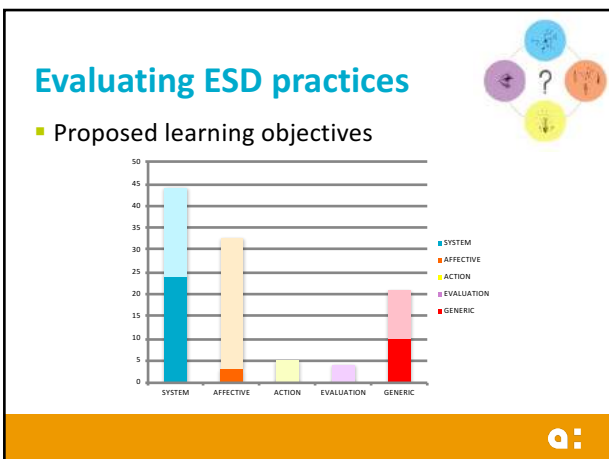 Evaluating ESD practices
?
Proposed learning objectives
50
45
40
35
30
25
20
15
10
5
0
SYSTEM
AFFECTIVE
ACTION
EVALUATION
GENERIC
SYSTEM AFFECTIVE ACTION EVALUATION GENERIC
a: